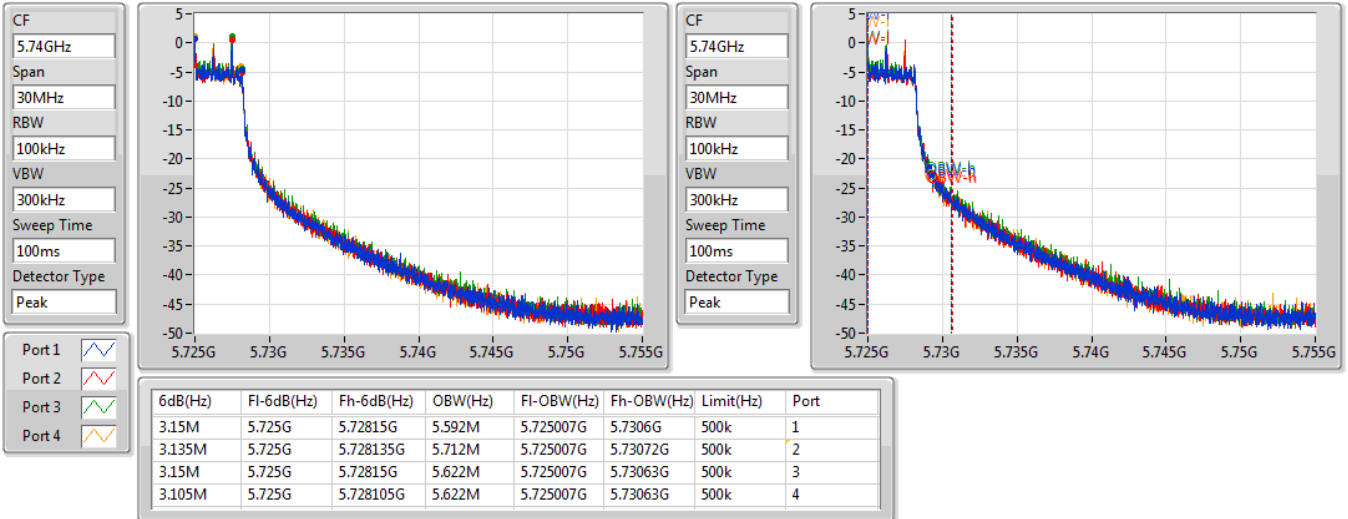 CF
5.74GHz
Span
30MHz
RBW
100kHz
VBW
300kHz
Sweep Time
100ms
Detector Type
Peak
5
0
-5
-10
-15
-20
-25
-30
-35
-40
-45
-50
5.725G 5.73G 5.735G 5.74G 5.745G 5.75G 5.755G
CF
5.74GHz
Span
30MHz
RBW
100kHz
VBW
300kHz
Sweep Time
100ms
Detector Type
Peak
5
0
-5
-10
-15
-20
-25
-30
-35
-40
-45
-50
OBW-h
5.725G 5.73G 5.735G 5.74G 5.745G 5.75G 5.755G
Port 1
Port 2
Port 3
Port 4
6dB(Hz) Fl-6dB(Hz) Fh-6dB(Hz) OBW(Hz) Fl-OBW(Hz) Fh-OBW(Hz) Limit(Hz) Port
3.15M 5.725G 5.72815G 5.592M 5.725007G 5.7306G 500k 1
3.135M 5.725G 5.728135G 5.712M 5.725007G 5.73072G 500k 2
3.15M 5.725G 5.72815G 5.622M 5.725007G 5.73063G 500k 3
3.105M 5.725G 5.728105G 5.622M 5.725007G 5.73063G 500k 4